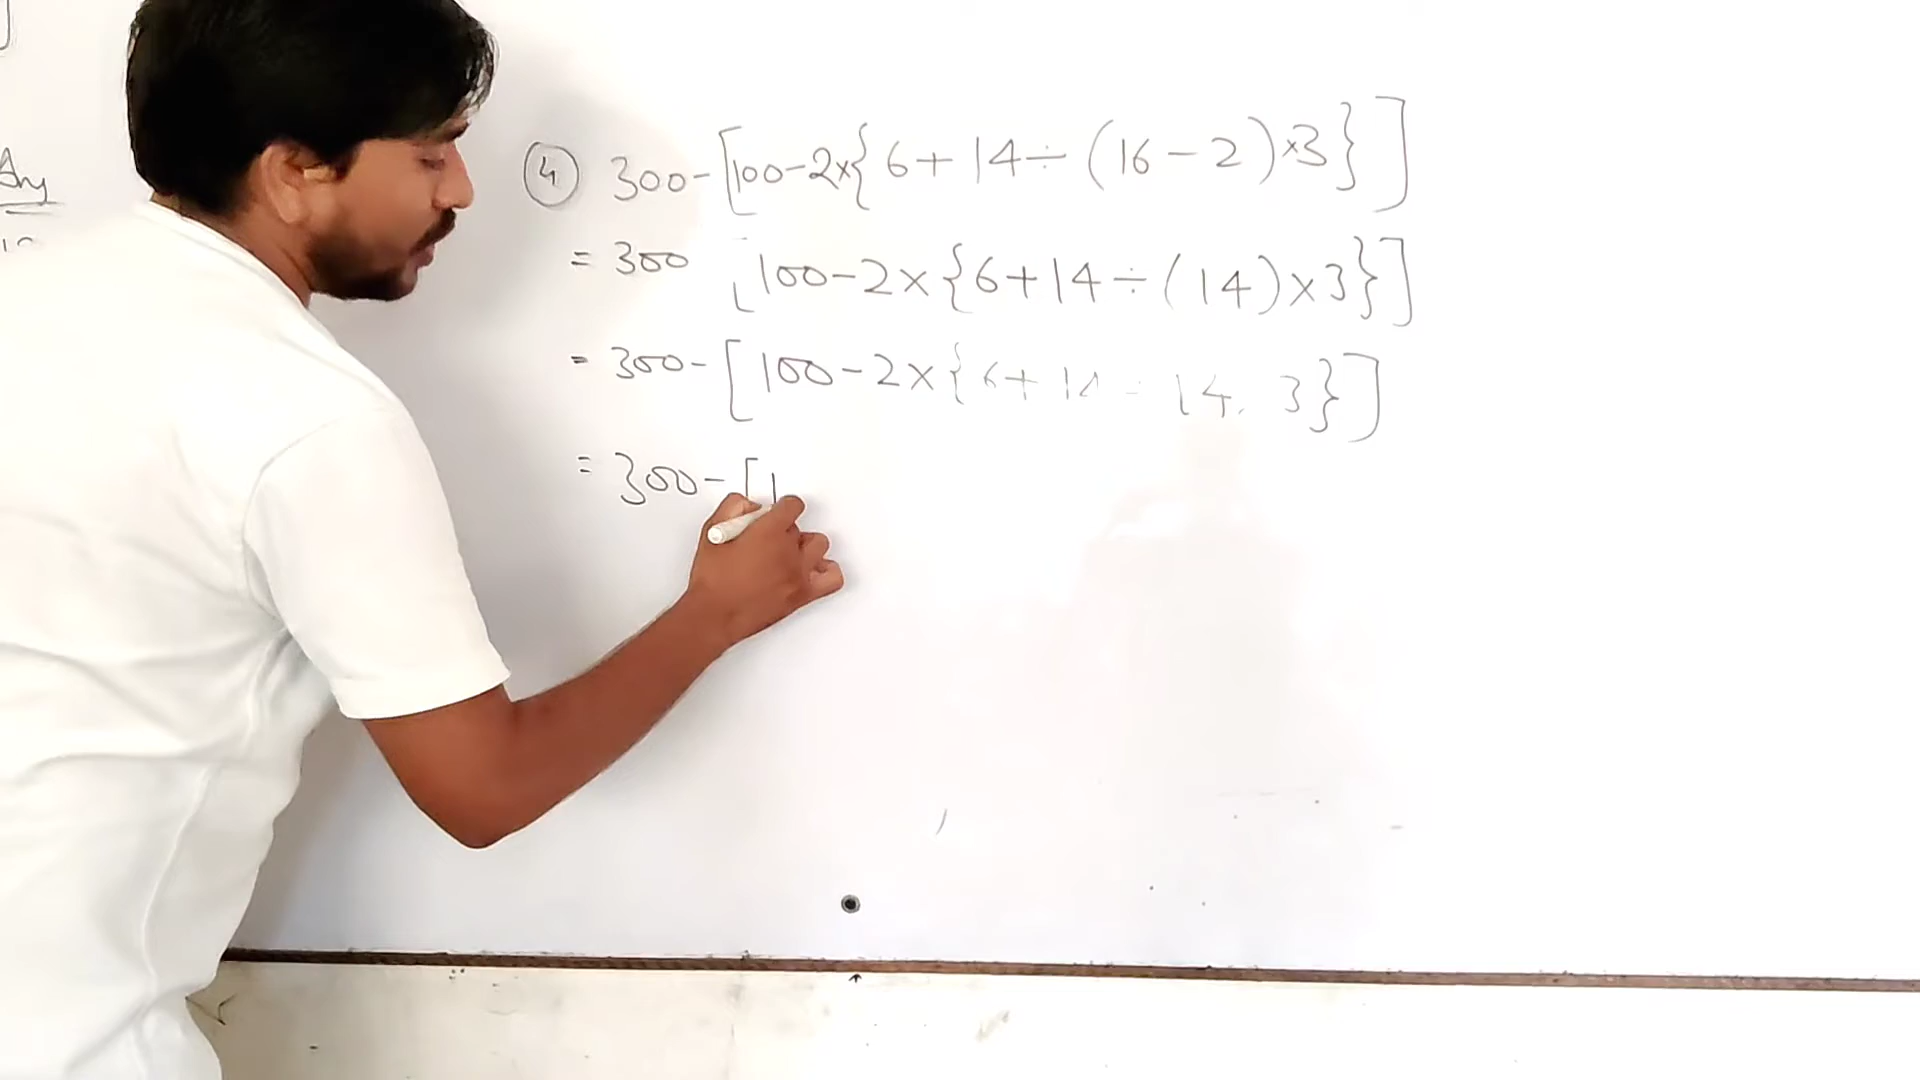 ]
Any
④ 300-[100-2×{6+14÷(16-2)×3}]
= 300 [100-2×{6+14÷(14)×3}]
= 300-[100-2×{6+14 14 3}]
= 300-[1